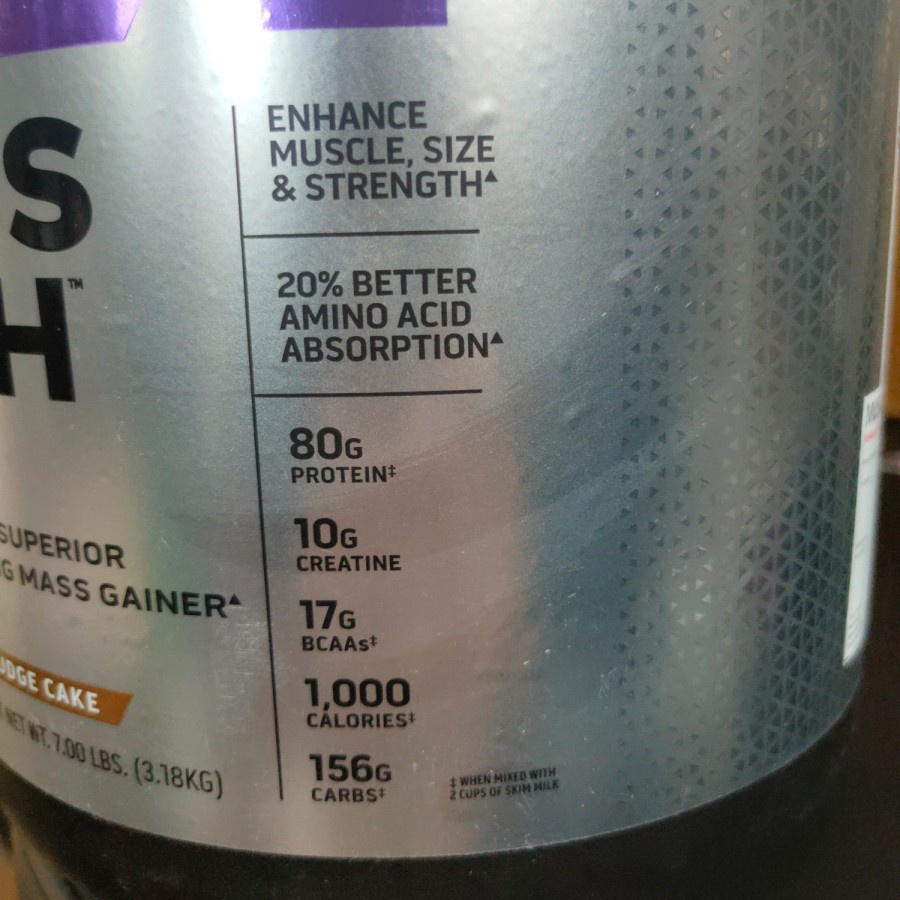 S
H™
SUPERIOR
G MASS GAINER▲
UDGE CAKE
NET WT. 7.00 LBS. (3.18KG)
ENHANCE
MUSCLE, SIZE
& STRENGTH▲
20% BETTER
AMINO ACID
ABSORPTION▲
80G
PROTEIN‡
10G
CREATINE
17G
BCAAs‡
1,000
CALORIES‡
156G
CARBS‡
‡ WHEN MIXED WITH
2 CUPS OF SKIM MILK